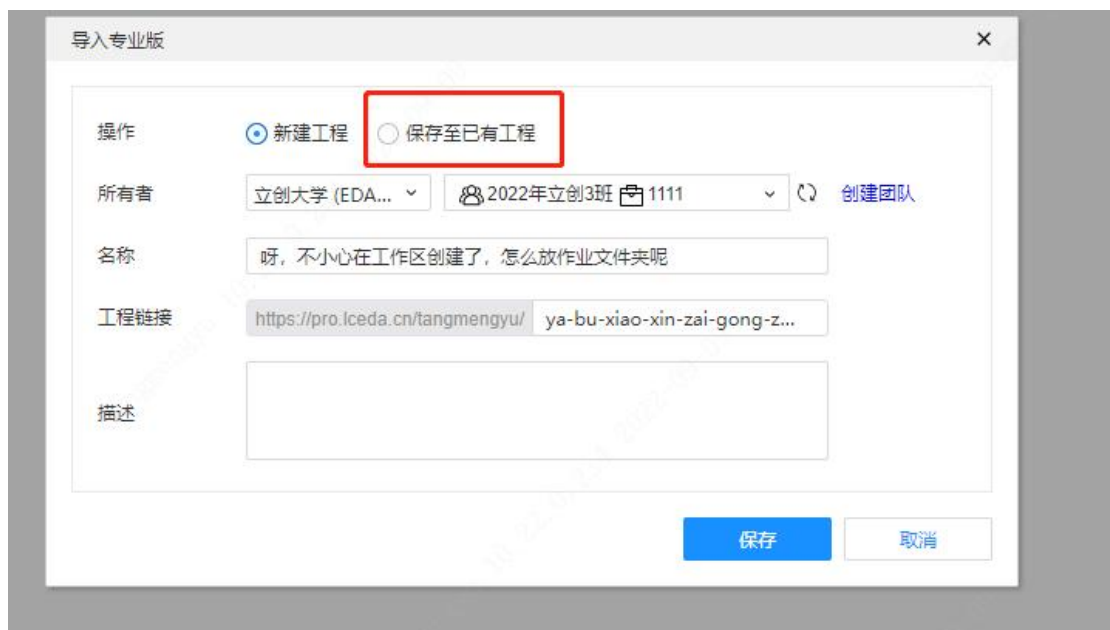 导入专业版
操作 新建工程 保存至已有工程
所有者 立创大学 (EDA... 2022年立创3班 1111 创建团队
名称 呀，不小心在工作区创建了，怎么放作业文件夹呢
工程链接 https://pro.lceda.cn/tangmengyu/ ya-bu-xiao-xin-zai-gong-z...
描述
保存 取消